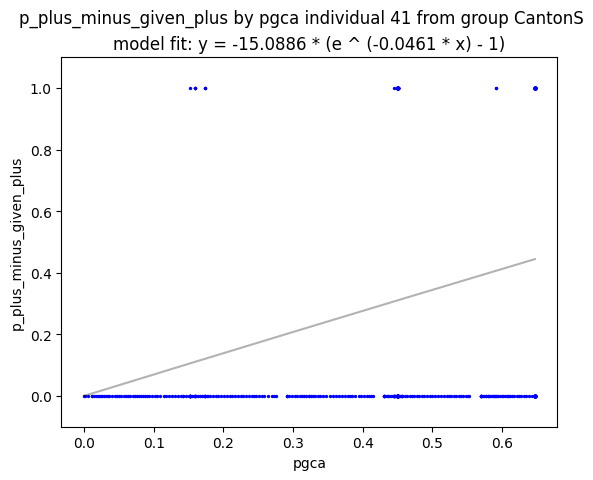 p_plus_minus_given_plus by pgca individual 41 from group CantonS
model fit: y = -15.0886 * (e ^ (-0.0461 * x) - 1)
p_plus_minus_given_plus
1.0
0.8
0.6
0.4
0.2
0.0
0.0 0.1 0.2 0.3 0.4 0.5 0.6
pgca